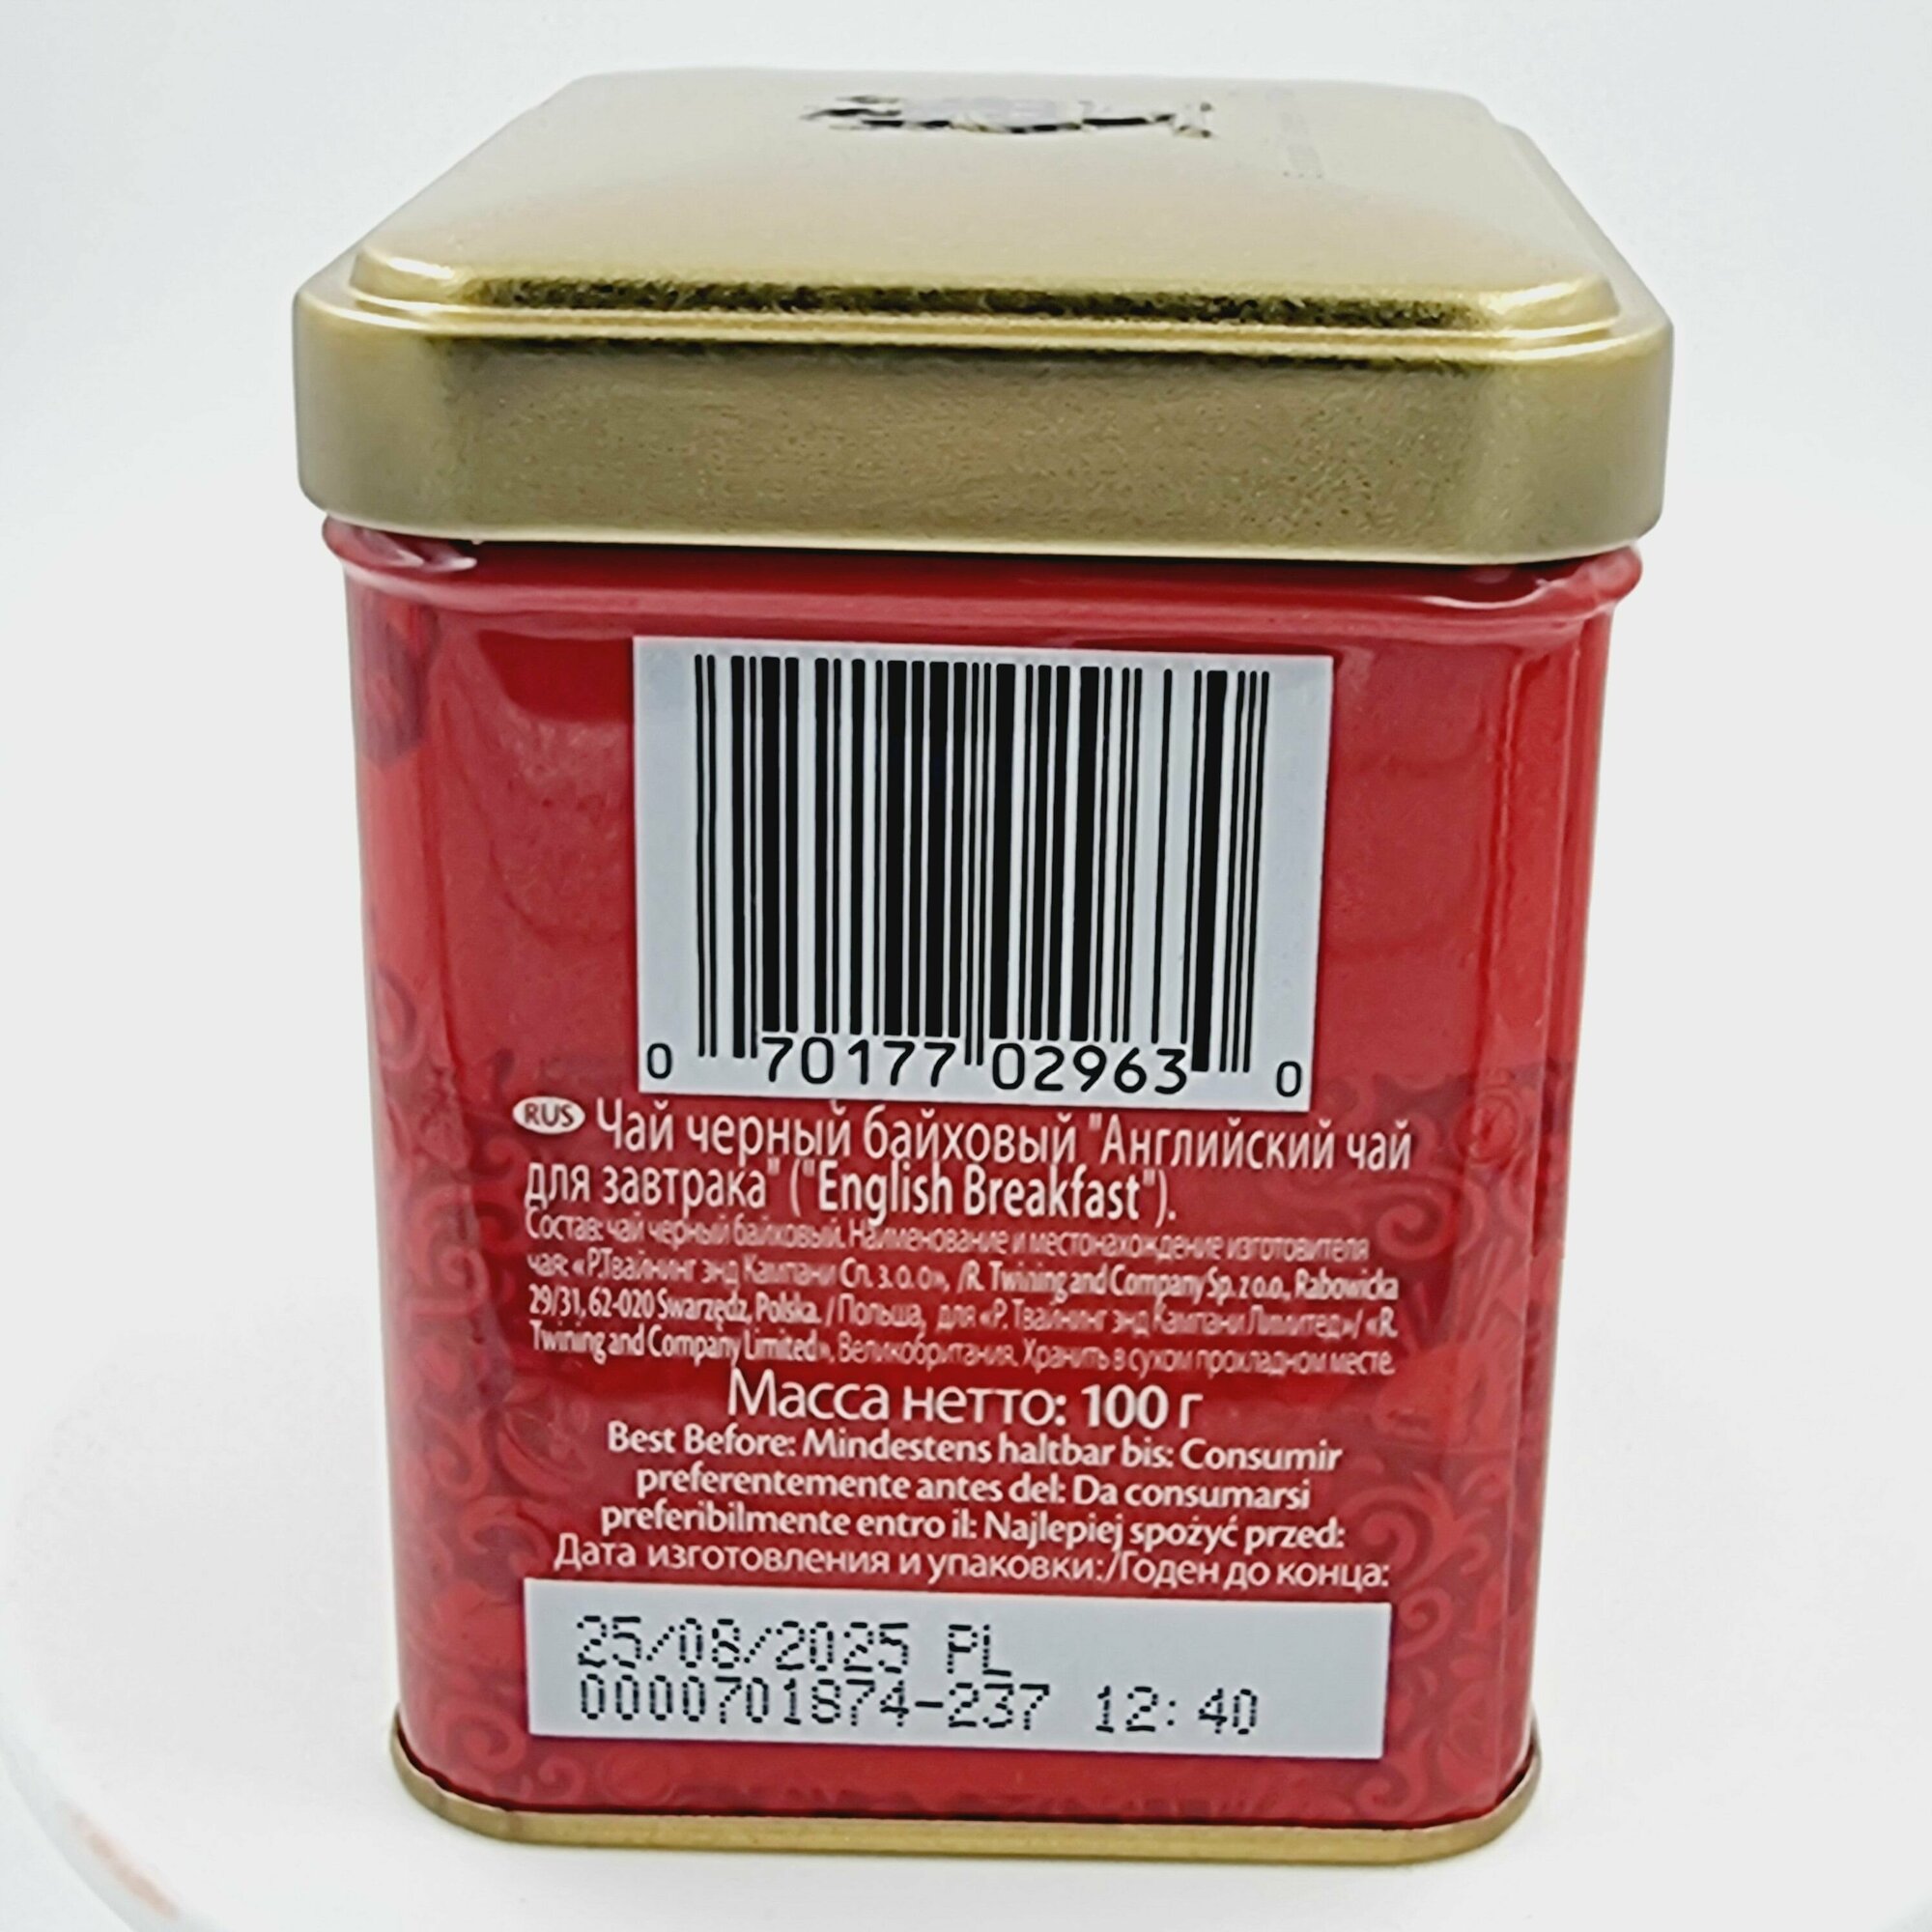 0 70177 02963 0
RUS Чай черный байховый "Английский чай
для завтрака" ("English Breakfast").
Состав: чай черный байховый. Наименование и местонахождение изготовителя
чая: «Р.Твайнинг энд Кампани Сп. з. о. о», /R. Twining and Company Sp. z o.o., Rabowicka
29/31, 62-020 Swarzędz, Polska. / Польша, для «Р. Твайнинг энд Кампани Лимитед»/ «R.
Twining and Company Limited», Великобритания. Хранить в сухом прохладном месте.
Масса нетто: 100 г
Best Before: Mindestens haltbar bis: Consumir
preferentemente antes del: Da consumarsi
preferibilmente entro il: Najlepiej spożyć przed:
Дата изготовления и упаковки:/Годен до конца:
25/08/2025 PL
0000701874-237 12:40